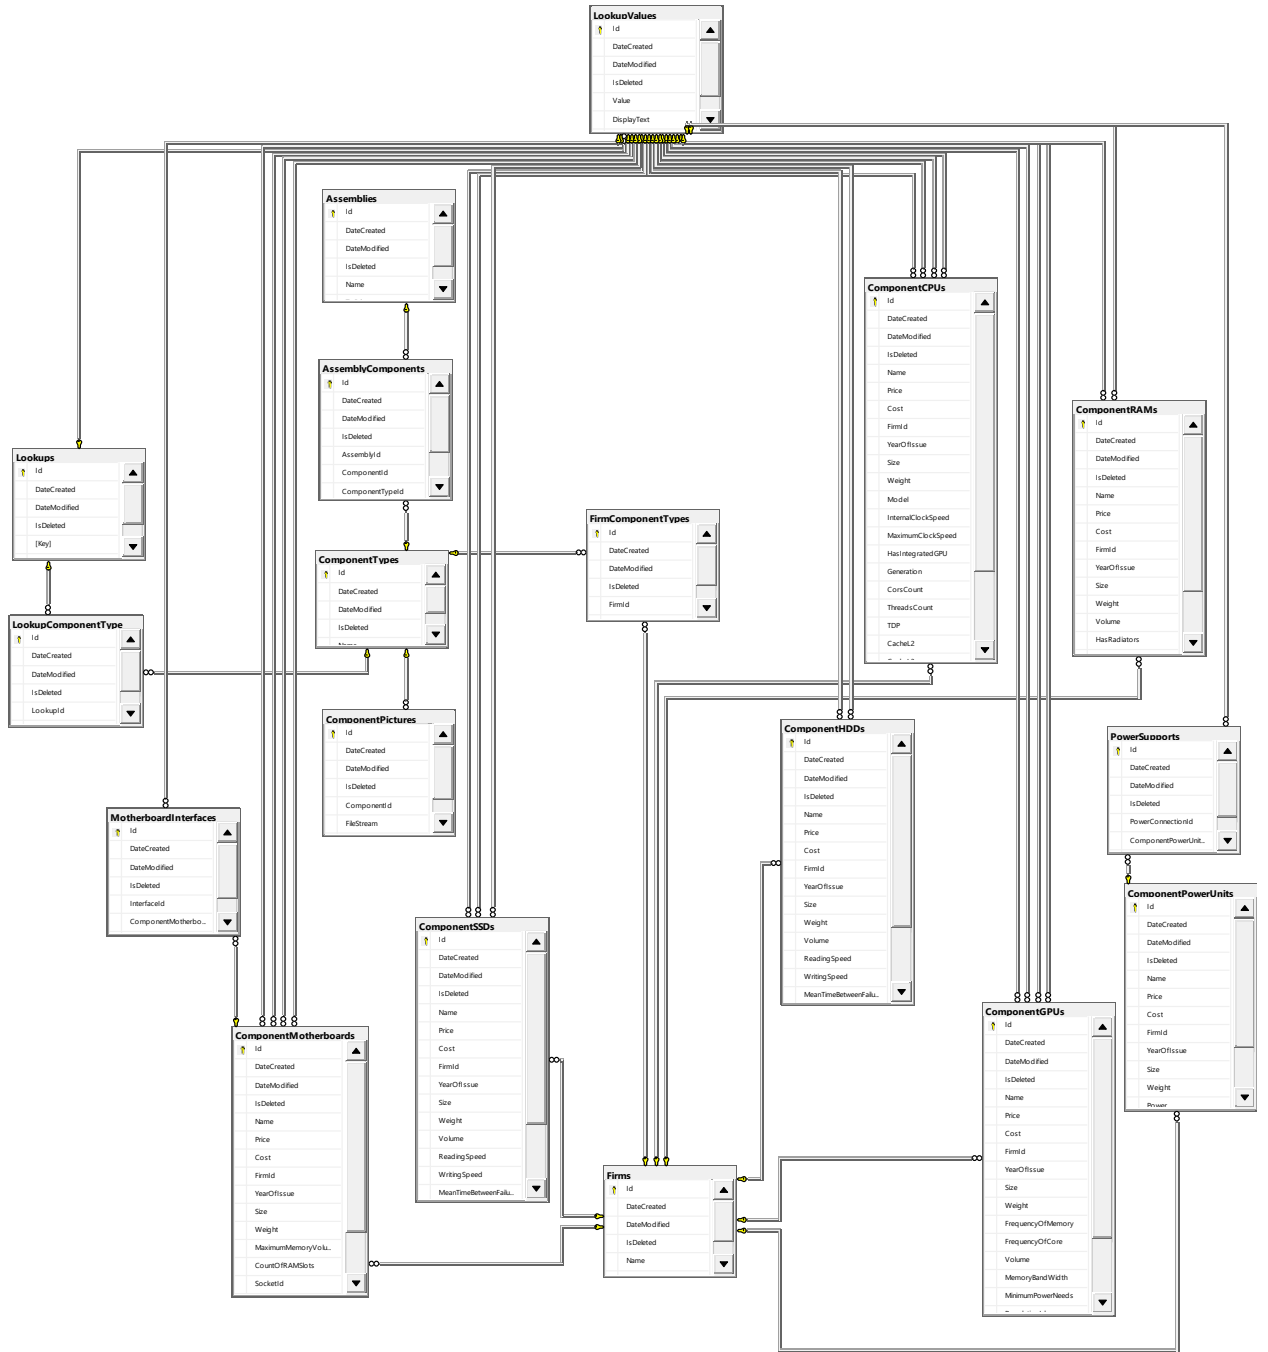 LookupValues
Id
DateCreated
DateModified
IsDeleted
Value
DisplayText
Assemblies
Id
DateCreated
DateModified
IsDeleted
Name
AssemblyComponents
Id
DateCreated
DateModified
IsDeleted
AssemblyId
ComponentId
ComponentTypeId
ComponentCPUs
Id
DateCreated
DateModified
IsDeleted
Name
Price
Cost
FirmId
YearOfIssue
Size
Weight
Model
InternalClockSpeed
MaximumClockSpeed
HasIntegratedGPU
Generation
CorsCount
ThreadsCount
TDP
CacheL2
ComponentRAMs
Id
DateCreated
DateModified
IsDeleted
Name
Price
Cost
FirmId
YearOfIssue
Size
Weight
Volume
HasRadiators
Lookups
Id
DateCreated
DateModified
IsDeleted
[Key]
FirmComponentTypes
Id
DateCreated
DateModified
IsDeleted
FirmId
ComponentTypes
Id
DateCreated
DateModified
IsDeleted
LookupComponentType
Id
DateCreated
DateModified
IsDeleted
LookupId
ComponentPictures
Id
DateCreated
DateModified
IsDeleted
ComponentId
FileStream
ComponentHDDs
Id
DateCreated
DateModified
IsDeleted
Name
Price
Cost
FirmId
YearOfIssue
Size
Weight
Volume
ReadingSpeed
WritingSpeed
MeanTimeBetweenFailu...
PowerSupports
Id
DateCreated
DateModified
IsDeleted
PowerConnectionId
ComponentPowerUnit...
MotherboardInterfaces
Id
DateCreated
DateModified
IsDeleted
InterfaceId
ComponentMotherbo...
ComponentPowerUnits
Id
DateCreated
DateModified
IsDeleted
Name
Price
Cost
FirmId
YearOfIssue
Size
Weight
Power
ComponentSSDs
Id
DateCreated
DateModified
IsDeleted
Name
Price
Cost
FirmId
YearOfIssue
Size
Weight
Volume
ReadingSpeed
WritingSpeed
MeanTimeBetweenFailu...
ComponentGPUs
Id
DateCreated
DateModified
IsDeleted
Name
Price
Cost
FirmId
YearOfIssue
Size
Weight
FrequencyOfMemory
FrequencyOfCore
Volume
MemoryBandWidth
MinimumPowerNeeds
ComponentMotherboards
Id
DateCreated
DateModified
IsDeleted
Name
Price
Cost
FirmId
YearOfIssue
Size
Weight
MaximumMemoryVolu...
CountOfRAMSlots
SocketId
Firms
Id
DateCreated
DateModified
IsDeleted
Name